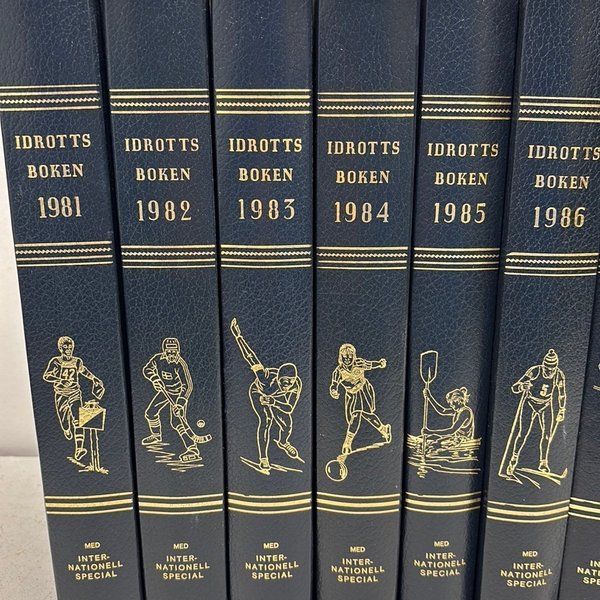 IDROTTS
BOKEN
1981
42
MED
INTER-
NATIONELL
SPECIAL
IDROTTS
BOKEN
1982
MED
INTER-
NATIONELL
SPECIAL
IDROTTS
BOKEN
1983
MED
INTER-
NATIONELL
SPECIAL
IDROTTS
BOKEN
1984
MED
INTER-
NATIONELL
SPECIAL
IDROTTS
BOKEN
1985
MED
INTER-
NATIONELL
SPECIAL
IDROTTS
BOKEN
1986
5
MED
INTER-
NATIONELL
SPECIAL